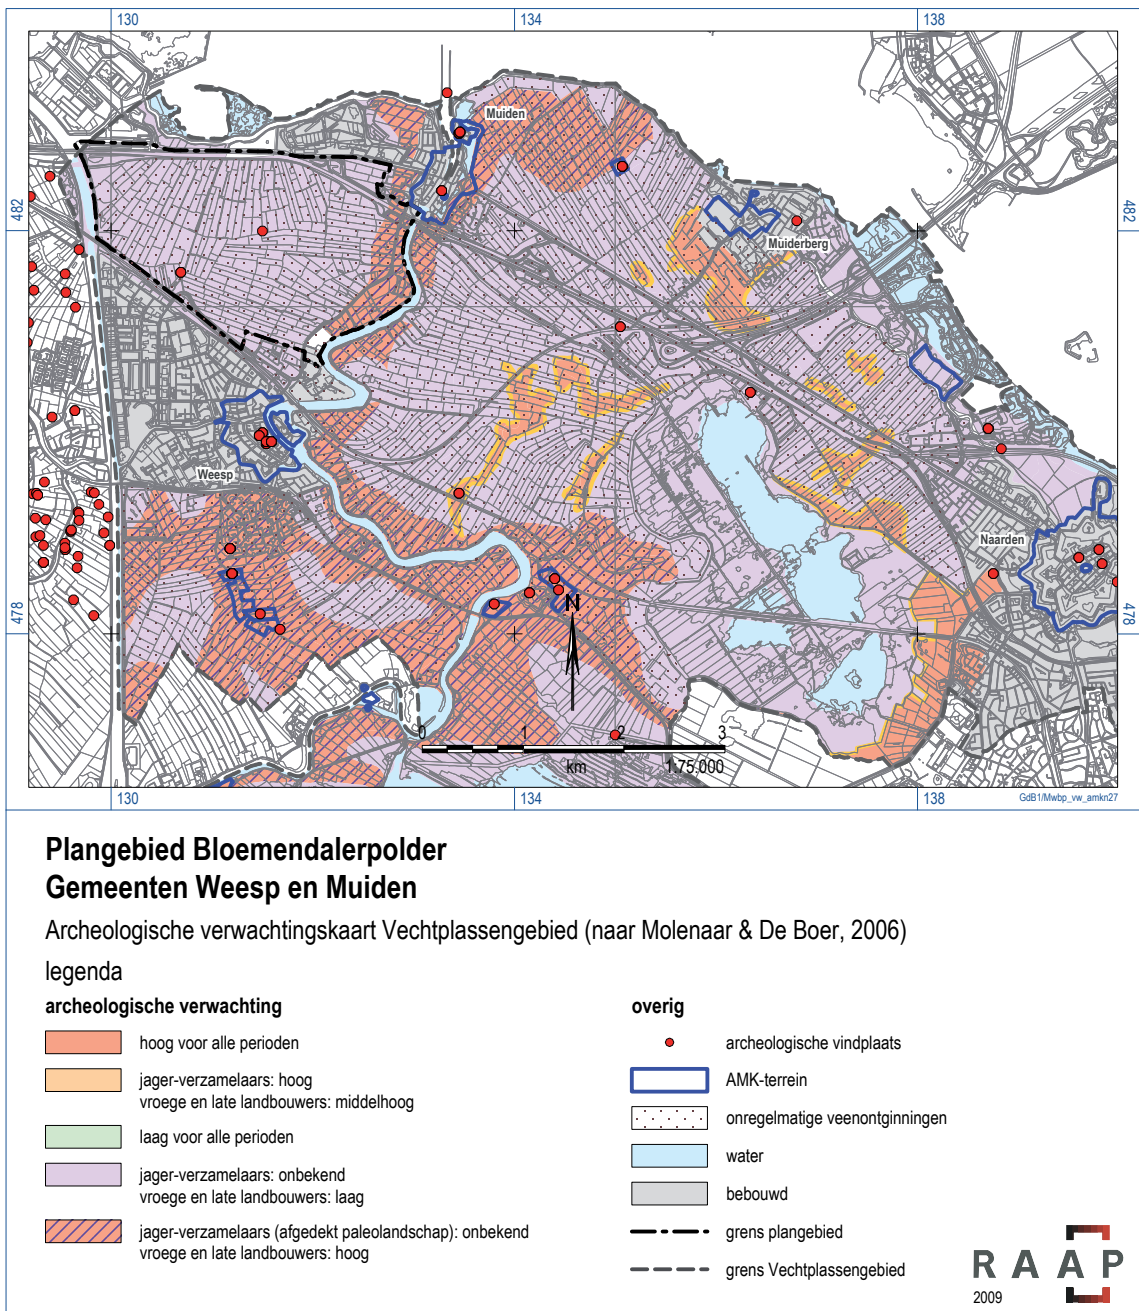 130
134
138
482
482
Muiden
Muiderberg
Weesp
Naarden
478
478
N
0
1
2
3
km
1:75.000
130
134
138
GdB1/Mwbp_vw_amkn27
Plangebied Bloemendalerpolder
Gemeenten Weesp en Muiden
Archeologische verwachtingskaart Vechtplassengebied (naar Molenaar & De Boer, 2006)
legenda
archeologische verwachting
hoog voor alle perioden
jager-verzamelaars: hoog
vroege en late landbouwers: middelhoog
laag voor alle perioden
jager-verzamelaars: onbekend
vroege en late landbouwers: laag
jager-verzamelaars (afgedekt paleolandschap): onbekend
vroege en late landbouwers: hoog
overig
archeologische vindplaats
AMK-terrein
onregelmatige veenontginningen
water
bebouwd
grens plangebied
grens Vechtplassengebied
RAAP
2009